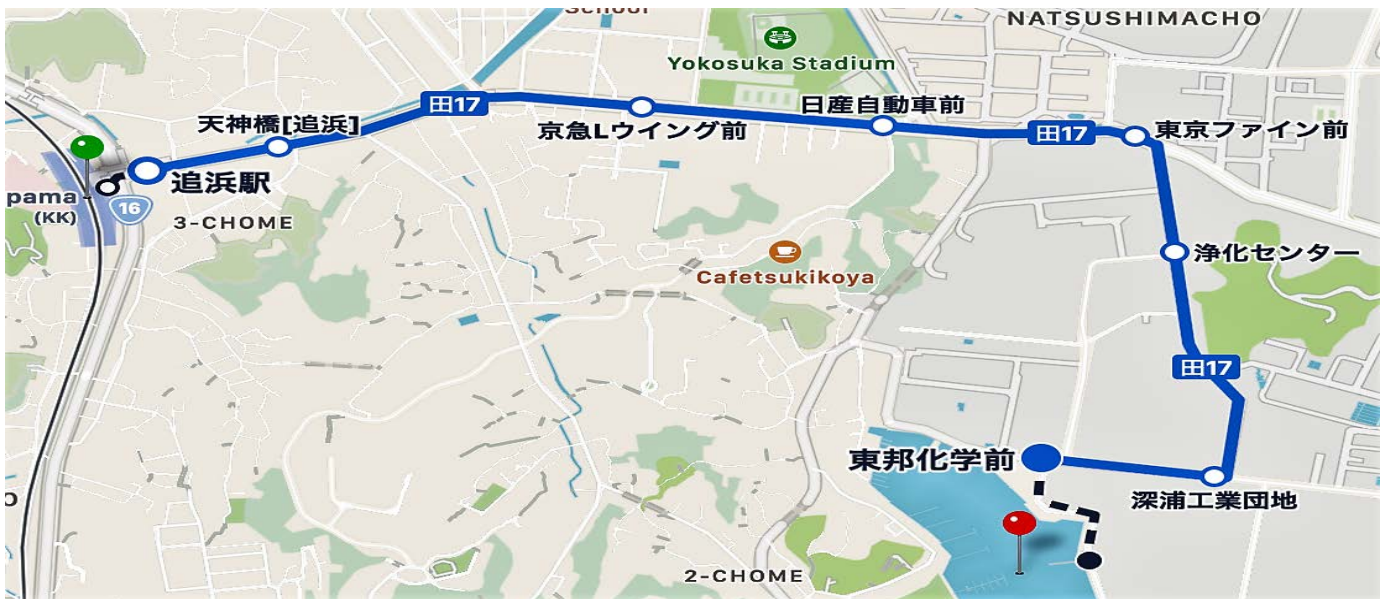 NATSUSHIMACHO
Yokosuka Stadium
田17
日産自動車前
天神橋[追浜]
京急Lウイング前
田17
東京ファイン前
追浜駅
pama
(KK)
16
3-CHOME
浄化センター
Cafetsukikoya
田17
東邦化学前
深浦工業団地
2-CHOME